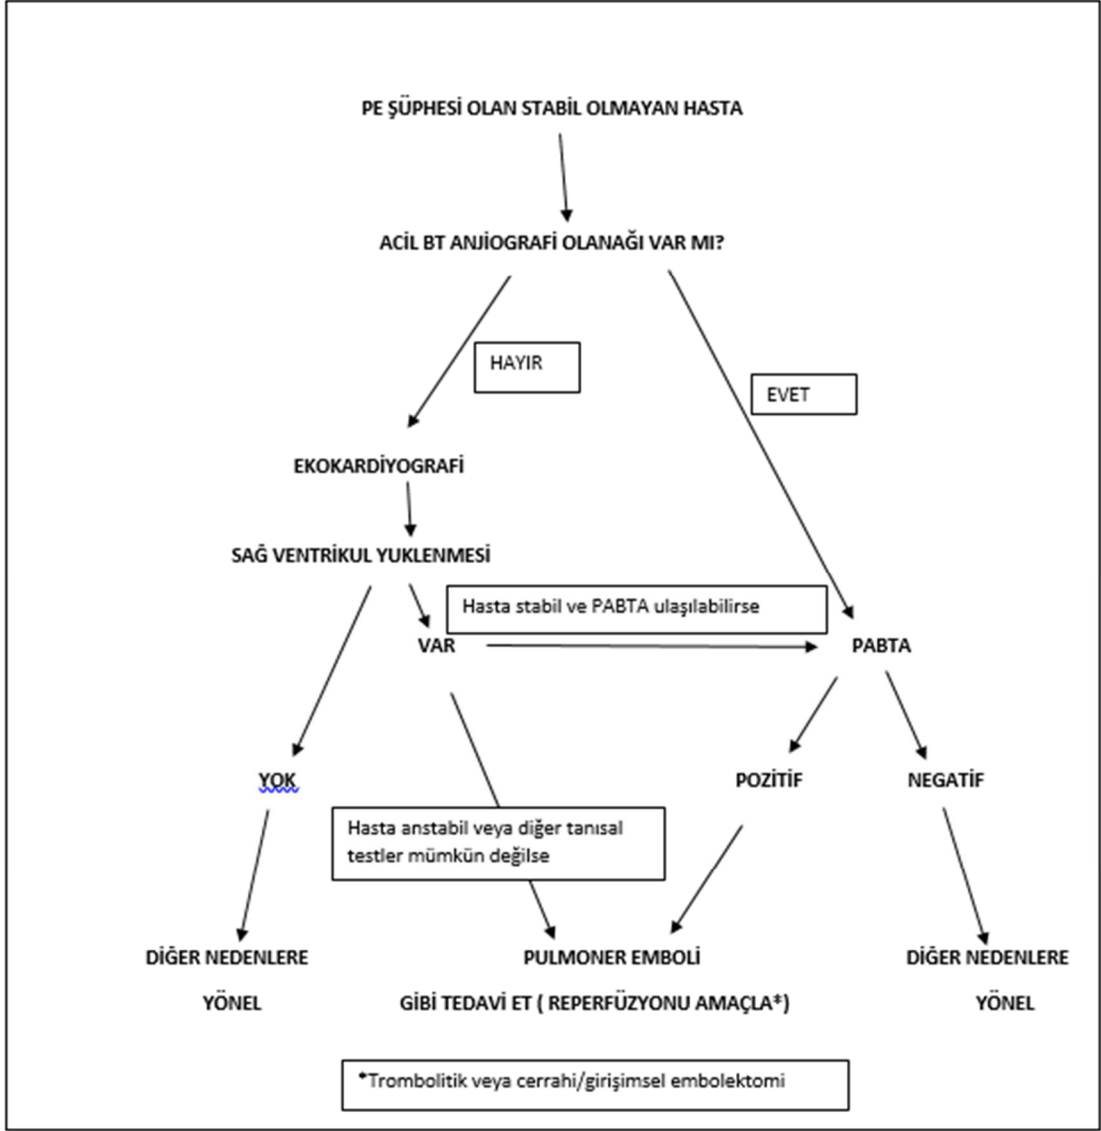 PE ŞÜPHESİ OLAN STABİL OLMAYAN HASTA
ACİL BT ANJİOGRAFİ OLANAĞI VAR MI?
HAYIR
EVET
EKOKARDİYOGRAFİ
SAĞ VENTRİKUL YUKLENMESİ
Hasta stabil ve PABTA ulaşılabilirse
VAR
PABTA
YOK
POZİTİF
NEGATİF
Hasta anstabil veya diğer tanısal
testler mümkün değilse
DİĞER NEDENLERE
YÖNEL
PULMONER EMBOLİ
GİBİ TEDAVİ ET ( REPERFÜZYONU AMAÇLA*)
DİĞER NEDENLERE
YÖNEL
*Trombolitik veya cerrahi/girişimsel embolektomi